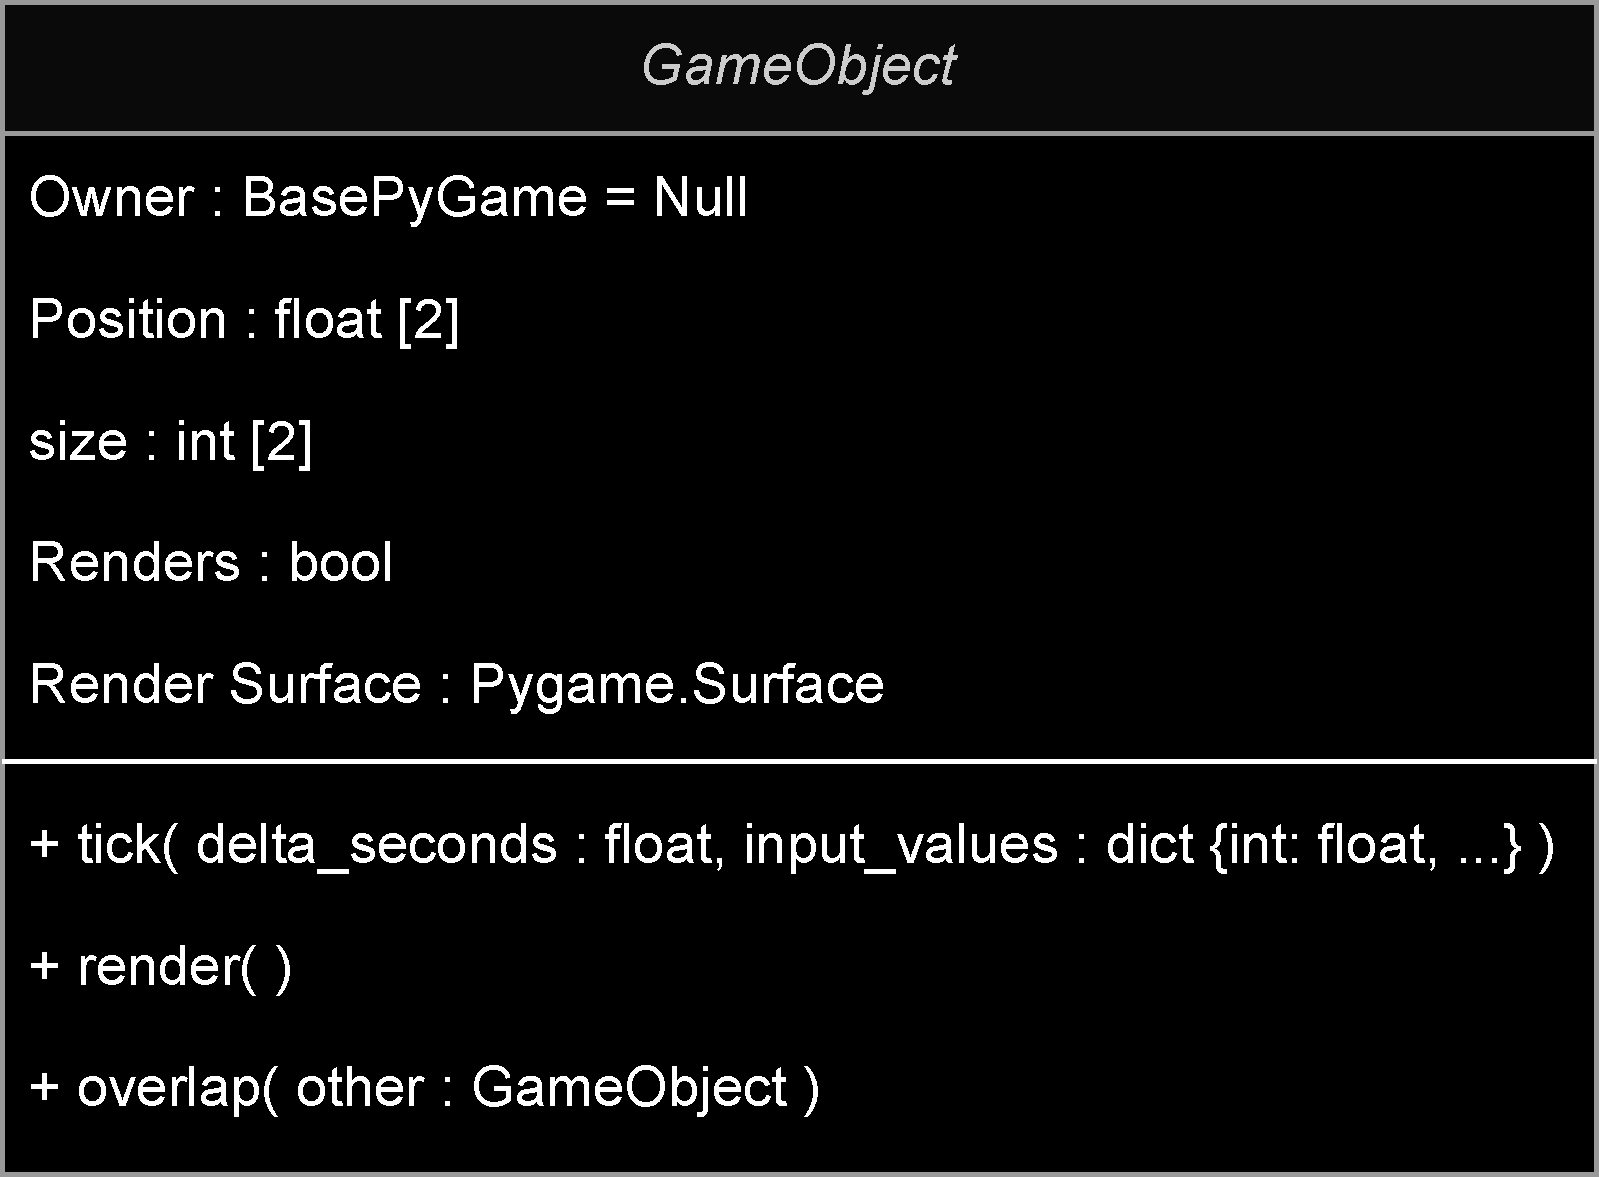 GameObject
Owner : BasePyGame = Null
Position : float [2]
size : int [2]
Renders : bool
Render Surface : Pygame.Surface
+ tick( delta_seconds : float, input_values : dict {int: float, ...} )
+ render( )
+ overlap( other : GameObject )